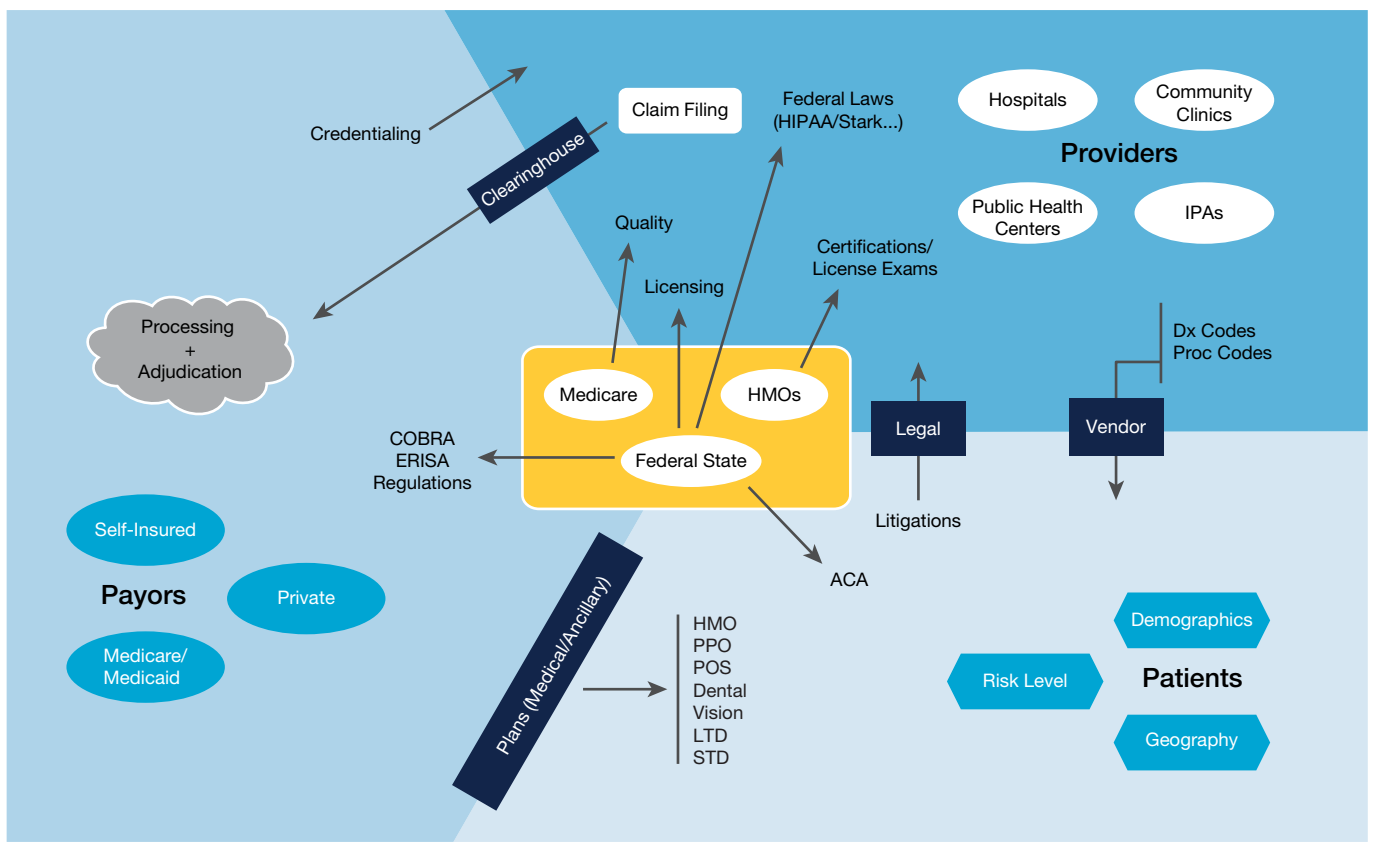 Credentialing
Clearinghouse
Claim Filing
Federal Laws
(HIPAA/Stark...)
Hospitals
Community
Clinics
Providers
Public Health
Centers
IPAs
Quality
Licensing
Certifications/
License Exams
Processing
+
Adjudication
Dx Codes
Proc Codes
Medicare
HMOs
Federal State
Legal
Vendor
COBRA
ERISA
Regulations
Litigations
ACA
Self-Insured
Payors
Private
Medicare/
Medicaid
Plans (Medical/Ancillary)
HMO
PPO
POS
Dental
Vision
LTD
STD
Demographics
Risk Level
Patients
Geography